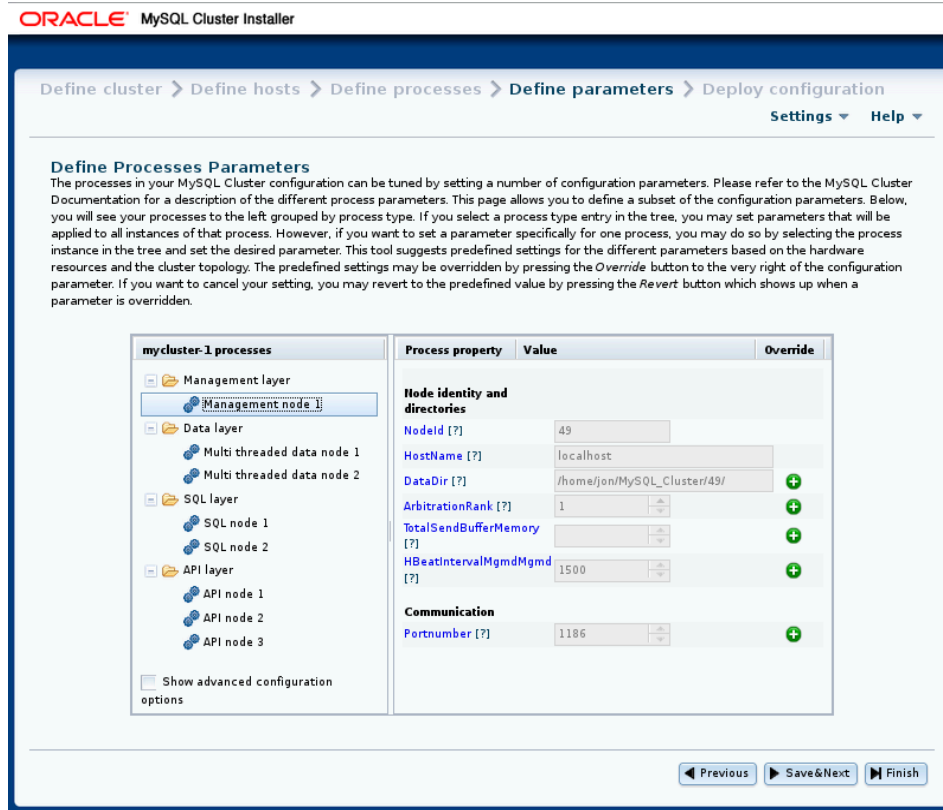 ORACLE MySQL Cluster Installer
Define cluster > Define hosts > Define processes > Define parameters > Deploy configuration
Settings Help
Define Processes Parameters
The processes in your MySQL Cluster configuration can be tuned by setting a number of configuration parameters. Please refer to the MySQL Cluster
Documentation for a description of the different process parameters. This page allows you to define a subset of the configuration parameters. Below,
you will see your processes to the left grouped by process type. If you select a process type entry in the tree, you may set parameters that will be
applied to all instances of that process. However, if you want to set a parameter specifically for one process, you may do so by selecting the process
instance in the tree and set the desired parameter. This tool suggests predefined settings for the different parameters based on the hardware
resources and the cluster topology. The predefined settings may be overridden by pressing the Override button to the very right of the configuration
parameter. If you want to cancel your setting, you may revert to the predefined value by pressing the Revert button which shows up when a
parameter is overridden.
mycluster-1 processes
Management layer
Management node 1
Data layer
Multi threaded data node 1
Multi threaded data node 2
SQL layer
SQL node 1
SQL node 2
API layer
API node 1
API node 2
API node 3
Show advanced configuration
options
Process property Value Override
Node identity and
directories
NodeId [?] 49
HostName [?] localhost
DataDir [?] /home/jon/MySQL_Cluster/49/
ArbitrationRank [?] 1
TotalSendBufferMemory
[?]
HBeatIntervalMgmdMgmd
[?] 1500
Communication
Portnumber [?] 1186
Previous Save&Next Finish